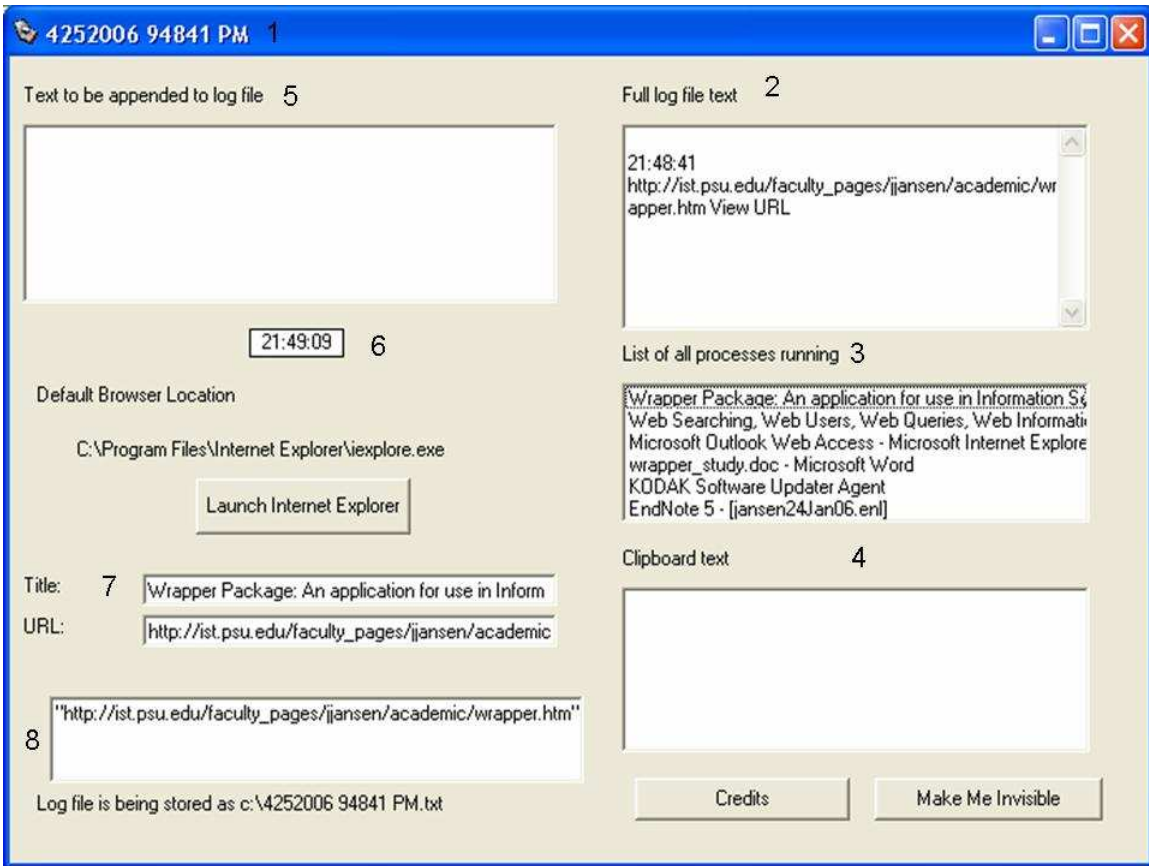 4252006 94841 PM 1
Text to be appended to log file 5
Full log file text 2
21:48:41
http://ist.psu.edu/faculty_pages/jjansen/academic/wr
apper.htm View URL
21:49:09 6
List of all processes running 3
Default Browser Location
C:\Program Files\Internet Explorer\iexplore.exe
Launch Internet Explorer
Wrapper Package: An application for use in Information Se
Web Searching, Web Users, Web Queries, Web Informati
Microsoft Outlook Web Access - Microsoft Internet Explore
wrapper_study.doc - Microsoft Word
KODAK Software Updater Agent
EndNote 5 - [jansen24Jan06.enl]
Clipboard text 4
Title: 7 Wrapper Package: An application for use in Inform
URL: http://ist.psu.edu/faculty_pages/jjansen/academic
8 "http://ist.psu.edu/faculty_pages/jjansen/academic/wrapper.htm"
Log file is being stored as c:\4252006 94841 PM.txt
Credits
Make Me Invisible